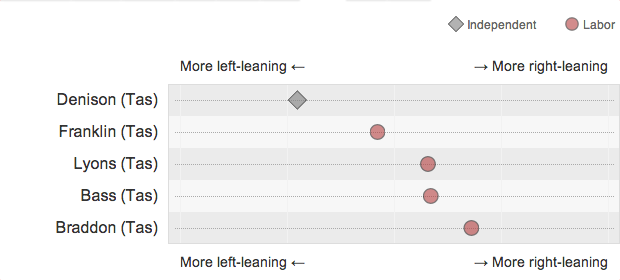 Independent Labor
More left-leaning ← → More right-leaning
Denison (Tas)
Franklin (Tas)
Lyons (Tas)
Bass (Tas)
Braddon (Tas)
More left-leaning ← → More right-leaning